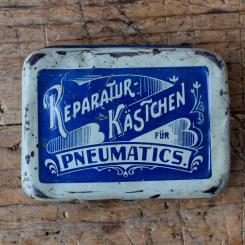 REPARATUR-
KÄSTCHEN
FÜR
PNEUMATICS.